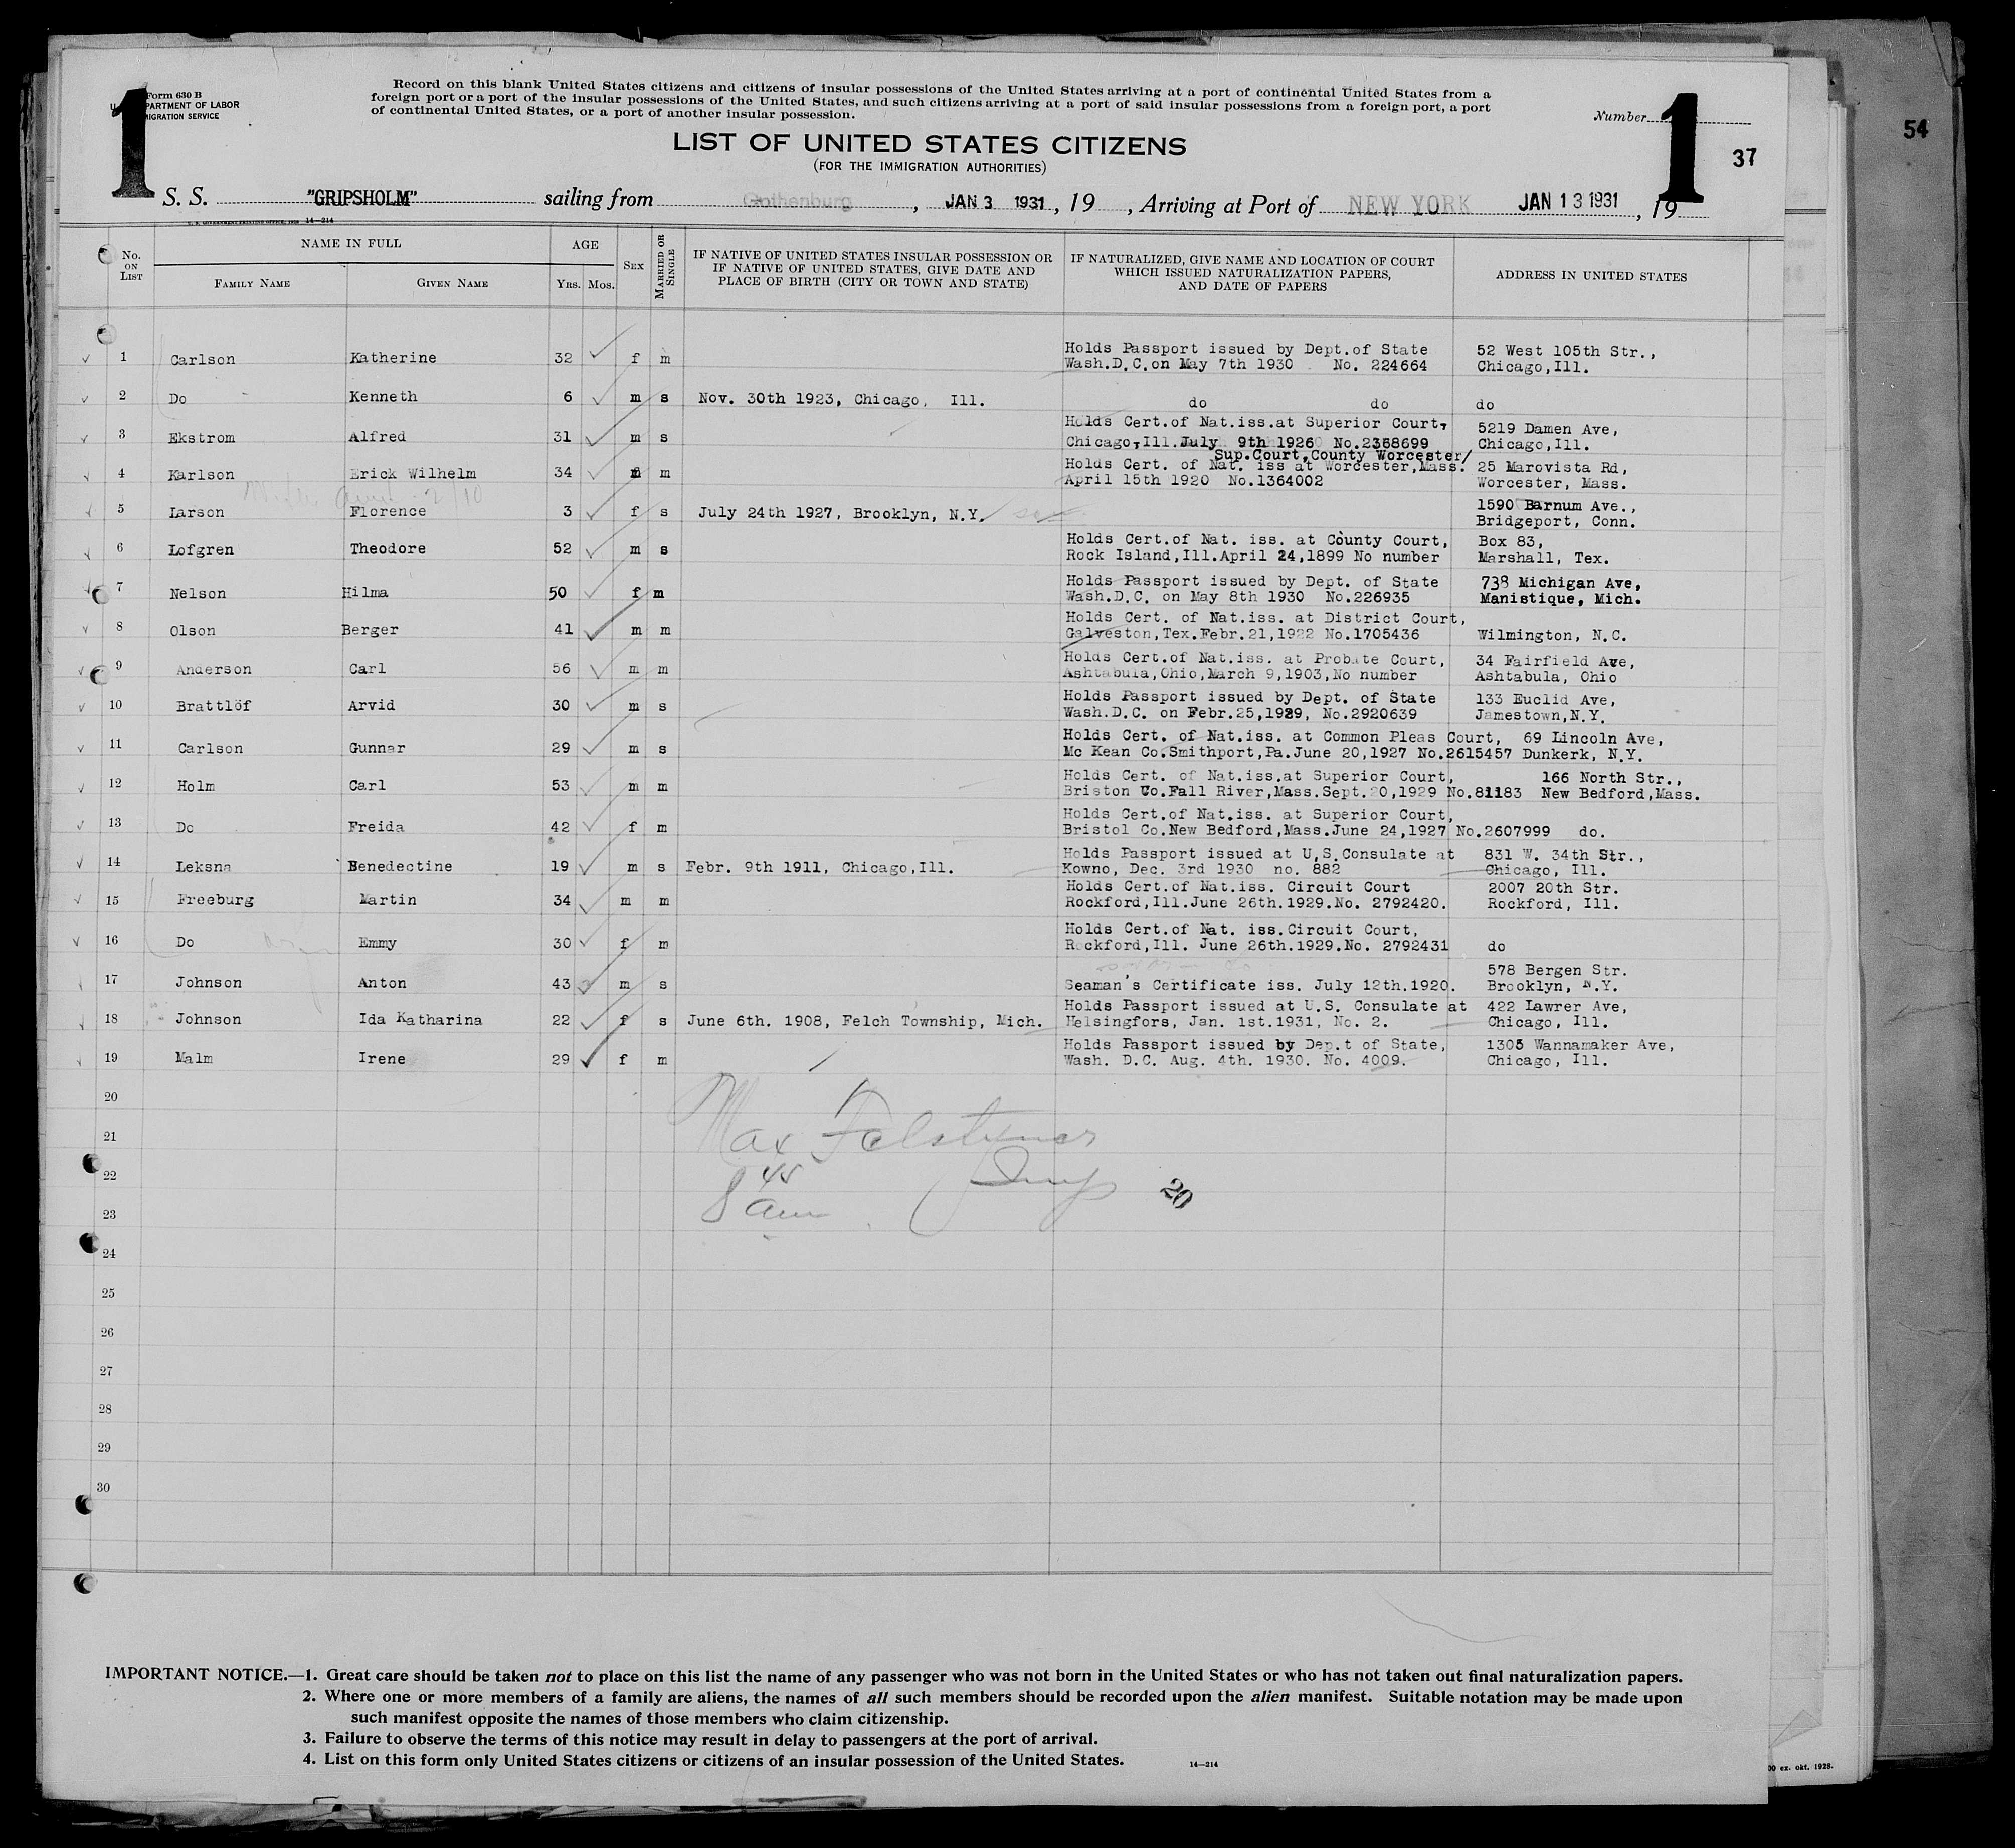 1
Form 630 B
U. PARTMENT OF LABOR
MIGRATION SERVICE
Record on this blank United States citizens and citizens of insular possessions of the United States arriving at a port of continental United States from a
foreign port or a port of the insular possessions of the United States, and such citizens arriving at a port of said insular possessions from a foreign port, a port
of continental United States, or a port of another insular possession.
Number
1
37
54
LIST OF UNITED STATES CITIZENS
(FOR THE IMMIGRATION AUTHORITIES)
S. S. "GRIPSHOLM" sailing from Gothenburg, JAN 3 1931, 19 , Arriving at Port of NEW YORK JAN 13 1931, 19
U. S. GOVERNMENT PRINTING OFFICE 14—214
No. ON LIST
NAME IN FULL
FAMILY NAME
GIVEN NAME
AGE
YRS. MOS.
SEX
MARRIED OR SINGLE
IF NATIVE OF UNITED STATES INSULAR POSSESSION OR
IF NATIVE OF UNITED STATES, GIVE DATE AND
PLACE OF BIRTH (CITY OR TOWN AND STATE)
IF NATURALIZED, GIVE NAME AND LOCATION OF COURT
WHICH ISSUED NATURALIZATION PAPERS,
AND DATE OF PAPERS
ADDRESS IN UNITED STATES
Holds Passport issued by Dept.of State 52 West 105th Str.,
1 Carlson Katherine 32 f m Wash.D.C.on May 7th 1930 No. 224664 Chicago,Ill.
2 Do Kenneth 6 m s Nov. 30th 1923, Chicago, Ill. do do do
Holds Cert.of Nat.iss.at Superior Court, 5219 Damen Ave,
3 Ekstrom Alfred 31 m s Chicago,Ill.July 9th 1926 No.2368699 Chicago,Ill.
Sup.Court,County Worcester/
4 Karlson Erick Wilhelm 34 m m Holds Cert. of Nat. iss at Worcester,Mass. 25 Marovista Rd,
April 15th 1920 No.1364002 Worcester, Mass.
1590 Barnum Ave.,
5 Larson Florence 3 f s July 24th 1927, Brooklyn, N.Y. Bridgeport, Conn.
Holds Cert.of Nat. iss. at County Court, Box 83,
6 Lofgren Theodore 52 m s Rock Island,Ill.April 24,1899 No number Marshall, Tex.
Holds Passport issued by Dept. of State 738 Michigan Ave,
7 Nelson Hilma 50 f m Wash.D.C. on May 8th 1930 No.226935 Manistique, Mich.
Holds Cert. of Nat.iss. at District Court,
8 Olson Berger 41 m m Galveston,Tex.Febr.21,1922 No.1705436 Wilmington, N.C.
Holds Cert.of Nat.iss. at Probate Court, 34 Fairfield Ave,
9 Anderson Carl 56 m m Ashtabula,Ohio,March 9,1903,No number Ashtabula, Ohio
Holds Passport issued by Dept. of State 133 Euclid Ave,
10 Brattlöf Arvid 30 m s Wash.D.C. on Febr.25,1929, No.2920639 Jamestown,N.Y.
Holds Cert. of Nat.iss. at Common Pleas Court, 69 Lincoln Ave,
11 Carlson Gunnar 29 m s Mc Kean Co.Smithport,Pa.June 20,1927 No.2615457 Dunkerk, N.Y.
Holds Cert. of Nat.iss.at Superior Court, 166 North Str.,
12 Holm Carl 53 m m Briston Co.Fall River,Mass.Sept.20,1929 No.81183 New Bedford,Mass.
Holds Cert.of Nat.iss. at Superior Court,
13 Do Freida 42 f m Bristol Co.New Bedford,Mass.June 24,1927 No.2607999 do.
Holds Passport issued at U.S.Consulate at 831 W. 34th Str.,
14 Leksna Benedectine 19 m s Febr. 9th 1911, Chicago,Ill. Kowno, Dec. 3rd 1930 no. 882 Chicago, Ill.
Holds Cert.of Nat.iss. Circuit Court 2007 20th Str.
15 Freeburg Martin 34 m m Rockford,Ill.June 26th.1929.No. 2792420. Rockford, Ill.
Holds Cert.of Nat. iss.Circuit Court,
16 Do Emmy 30 f m Rockford,Ill. June 26th.1929.No. 2792431 do
578 Bergen Str.
17 Johnson Anton 43 m s Seaman's Certificate iss. July 12th.1920. Brooklyn, N.Y.
Holds Passport issued at U.S. Consulate at 422 Lawrer Ave,
18 Johnson Ida Katharina 22 f s June 6th. 1908, Felch Township, Mich. Helsingfors, Jan. 1st.1931, No. 2. Chicago, Ill.
Holds Passport issued by Dep.t of State, 1305 Wannamaker Ave,
19 Malm Irene 29 f m Wash. D.C. Aug. 4th. 1930. No. 4009. Chicago, Ill.
20
21 Max
22
8 45 am
20
23
24
25
26
27
28
29
30
IMPORTANT NOTICE.—1. Great care should be taken not to place on this list the name of any passenger who was not born in the United States or who has not taken out final naturalization papers.
2. Where one or more members of a family are aliens, the names of all such members should be recorded upon the alien manifest. Suitable notation may be made upon
such manifest opposite the names of those members who claim citizenship.
3. Failure to observe the terms of this notice may result in delay to passengers at the port of arrival.
4. List on this form only United States citizens or citizens of an insular possession of the United States.
14—214
00 ex. okt. 1928.